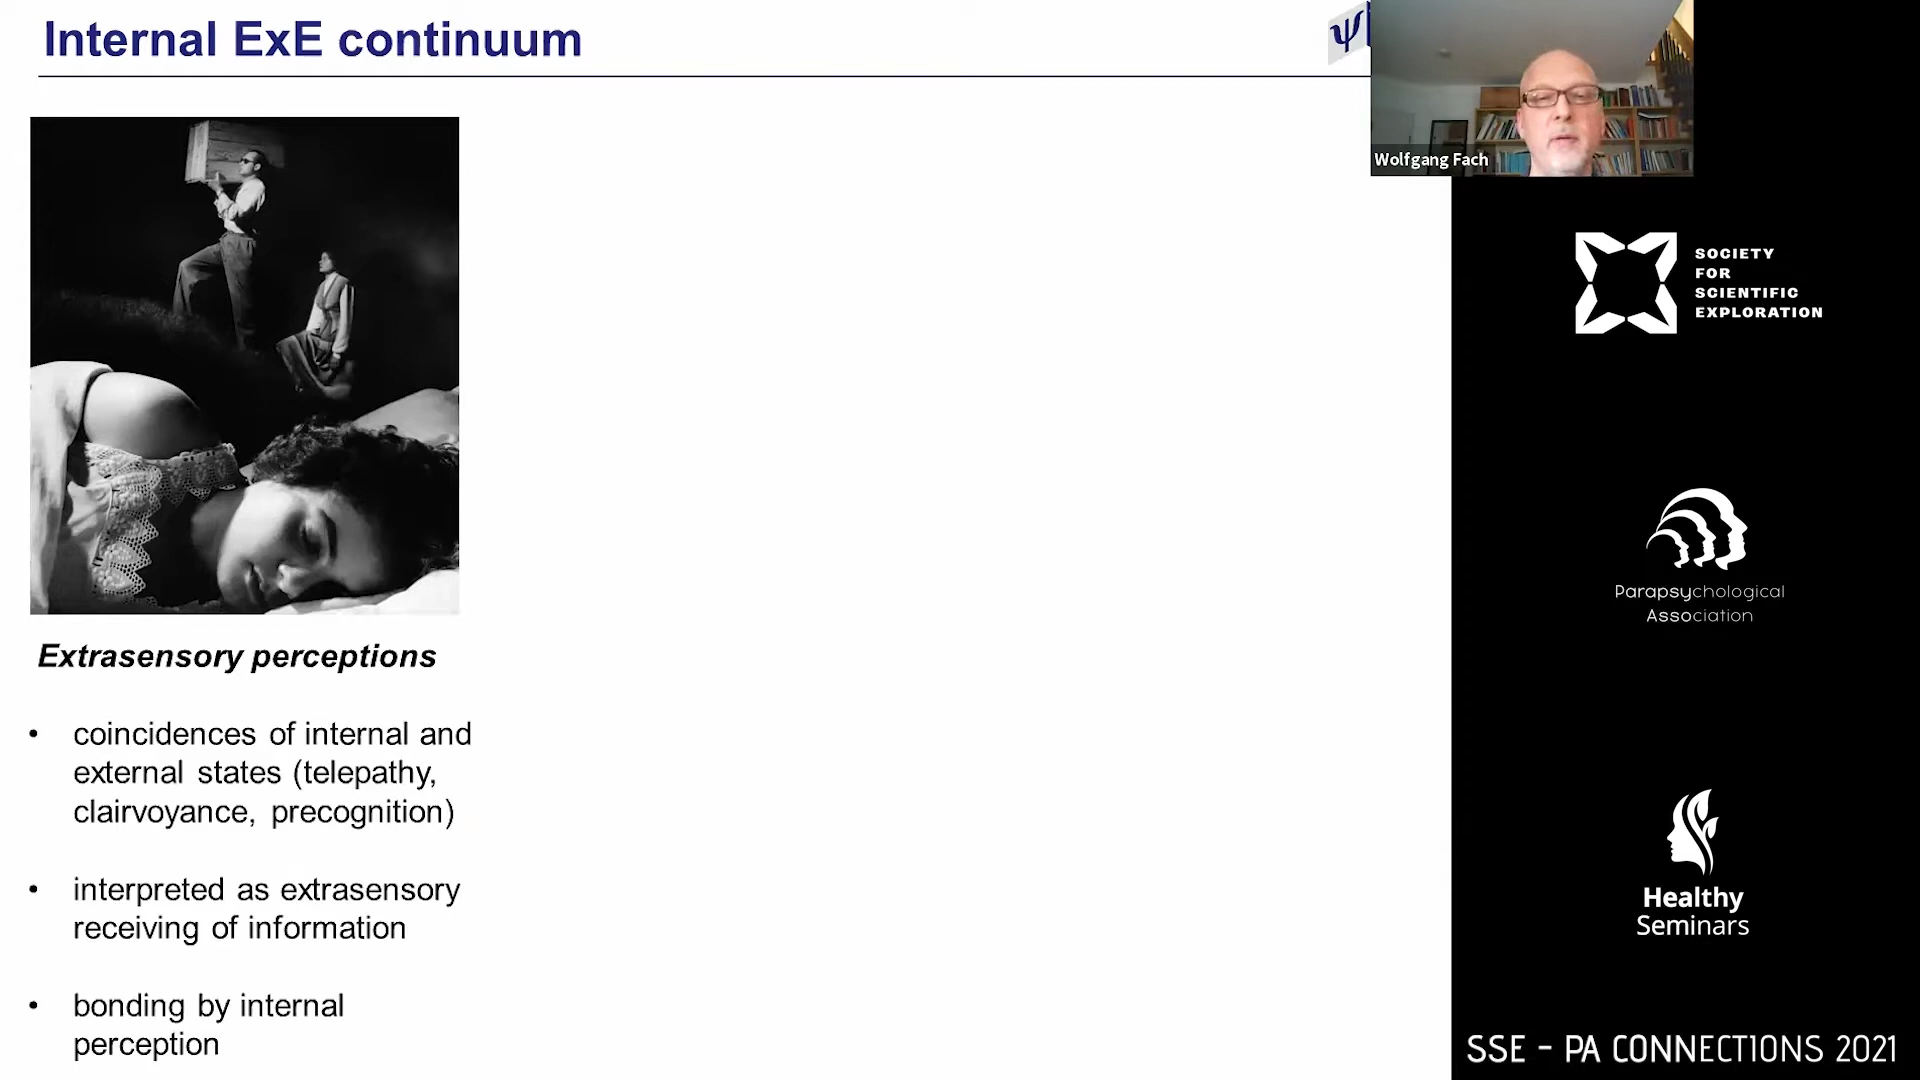 Internal ExE continuum
ψ
Wolfgang Fach
Extrasensory perceptions
• coincidences of internal and
external states (telepathy,
clairvoyance, precognition)
• interpreted as extrasensory
receiving of information
• bonding by internal
perception
SOCIETY
FOR
SCIENTIFIC
EXPLORATION
Parapsychological
Association
Healthy
Seminars
SSE - PA CONNECTIONS 2021